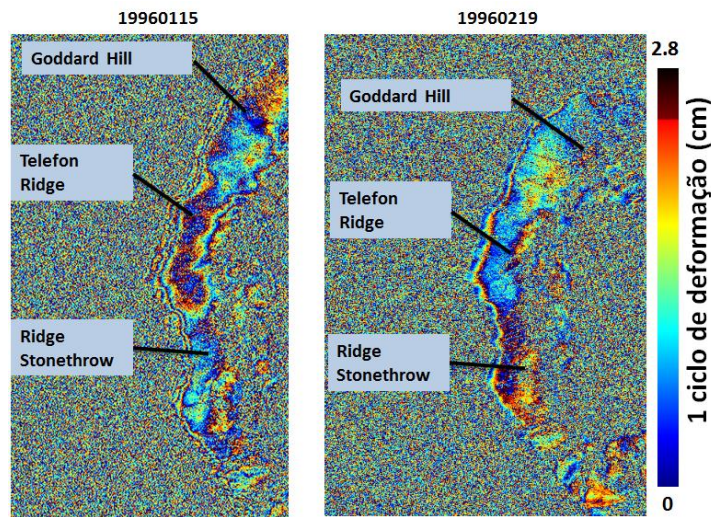 19960115
19960219
Goddard Hill
Telefon
Ridge
Ridge
Stonethrow
Goddard Hill
Telefon
Ridge
Ridge
Stonethrow
2.8
1 ciclo de deformação (cm)
0